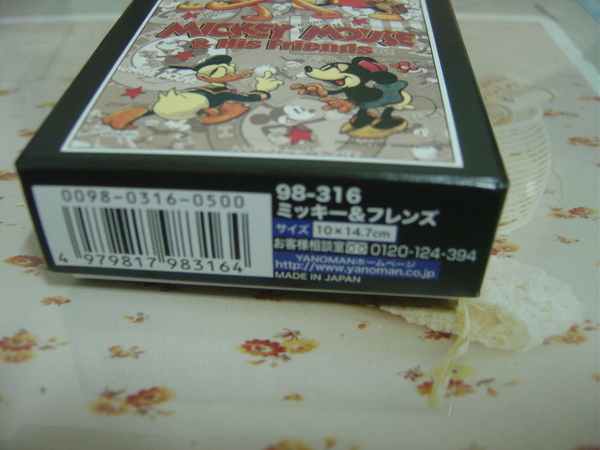 MICKEY MOUSE
& His Friends
0098-0316-0500
4 979817 983164
98-316
ミッキー&フレンズ
サイズ 10×14.7cm
お客様相談室 0120-124-394
YANOMANホームページ
http://www.yanoman.co.jp
MADE IN JAPAN